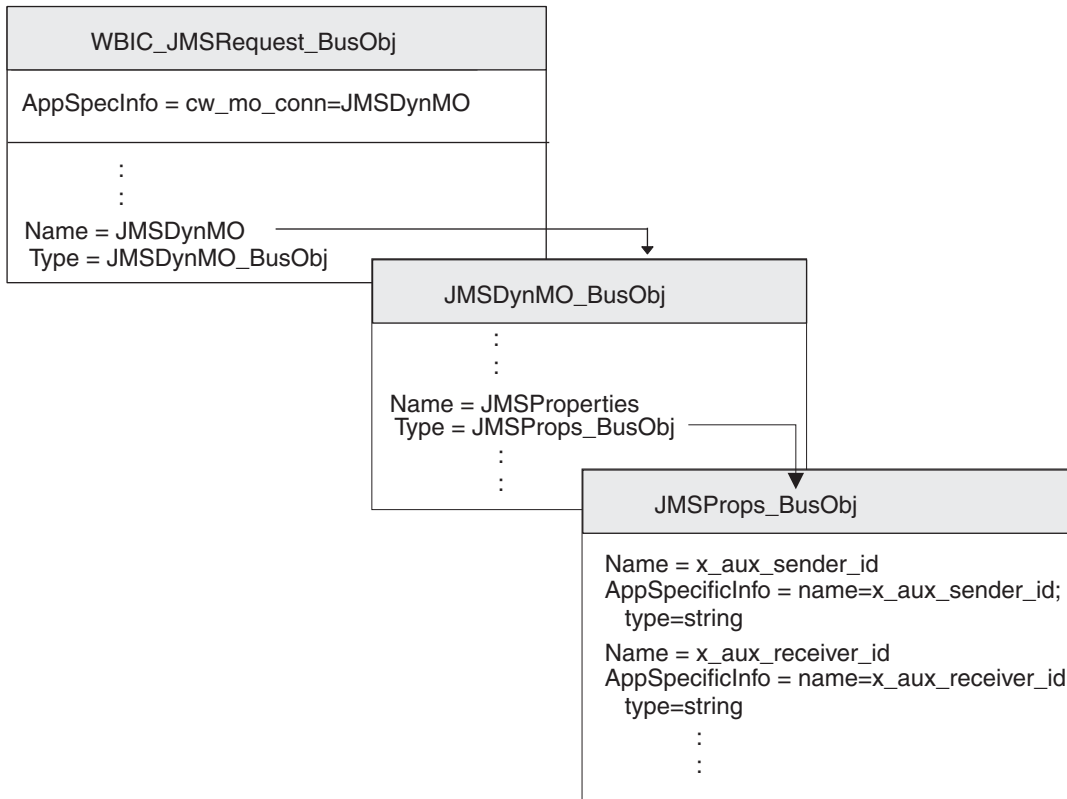 WBIC_JMSRequest_BusObj
AppSpecInfo = cw_mo_conn=JMSDynMO
:
:
Name = JMSDynMO
Type = JMSDynMO_BusObj
JMSDynMO_BusObj
:
:
Name = JMSProperties
Type = JMSProps_BusObj
:
:
JMSProps_BusObj
Name = x_aux_sender_id
AppSpecificInfo = name=x_aux_sender_id;
type=string
Name = x_aux_receiver_id
AppSpecificInfo = name=x_aux_receiver_id
type=string
:
: